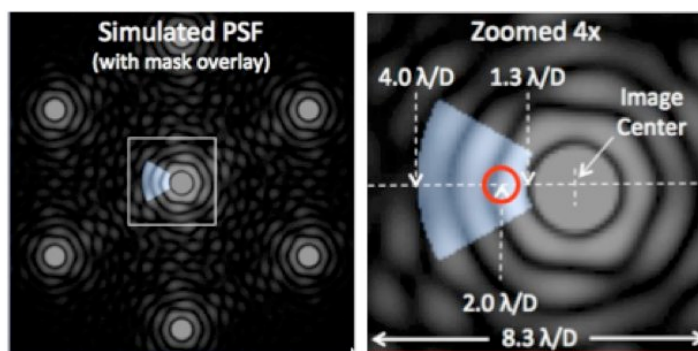 Simulated PSF
(with mask overlay)
Zoomed 4x
4.0 λ/D
1.3 λ/D
Image
Center
2.0 λ/D
8.3 λ/D